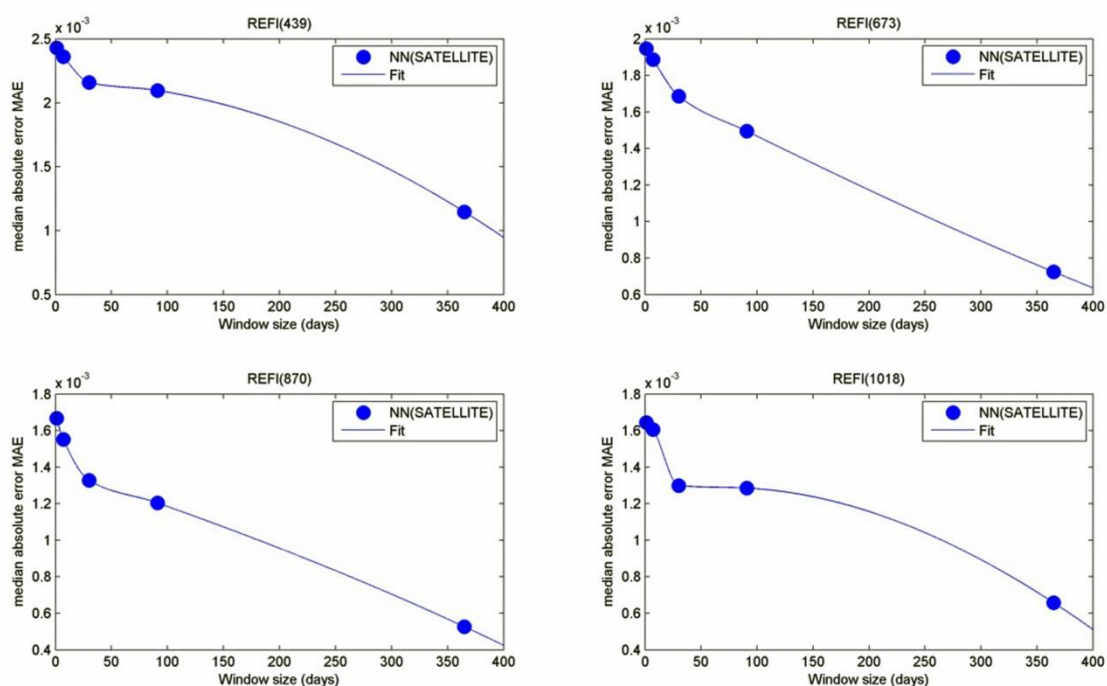 REFI(439)
x 10⁻³
2.5
2
1.5
1
0.5
0 50 100 150 200 250 300 350 400
median absolute error MAE
Window size (days)
NN(SATELLITE)
Fit
REFI(673)
x 10⁻³
2
1.8
1.6
1.4
1.2
1
0.8
0.6
0 50 100 150 200 250 300 350 400
median absolute error MAE
Window size (days)
NN(SATELLITE)
Fit
REFI(870)
x 10⁻³
1.8
1.6
1.4
1.2
1
0.8
0.6
0.4
0 50 100 150 200 250 300 350 400
median absolute error MAE
Window size (days)
NN(SATELLITE)
Fit
REFI(1018)
x 10⁻³
1.8
1.6
1.4
1.2
1
0.8
0.6
0.4
0 50 100 150 200 250 300 350 400
median absolute error MAE
Window size (days)
NN(SATELLITE)
Fit